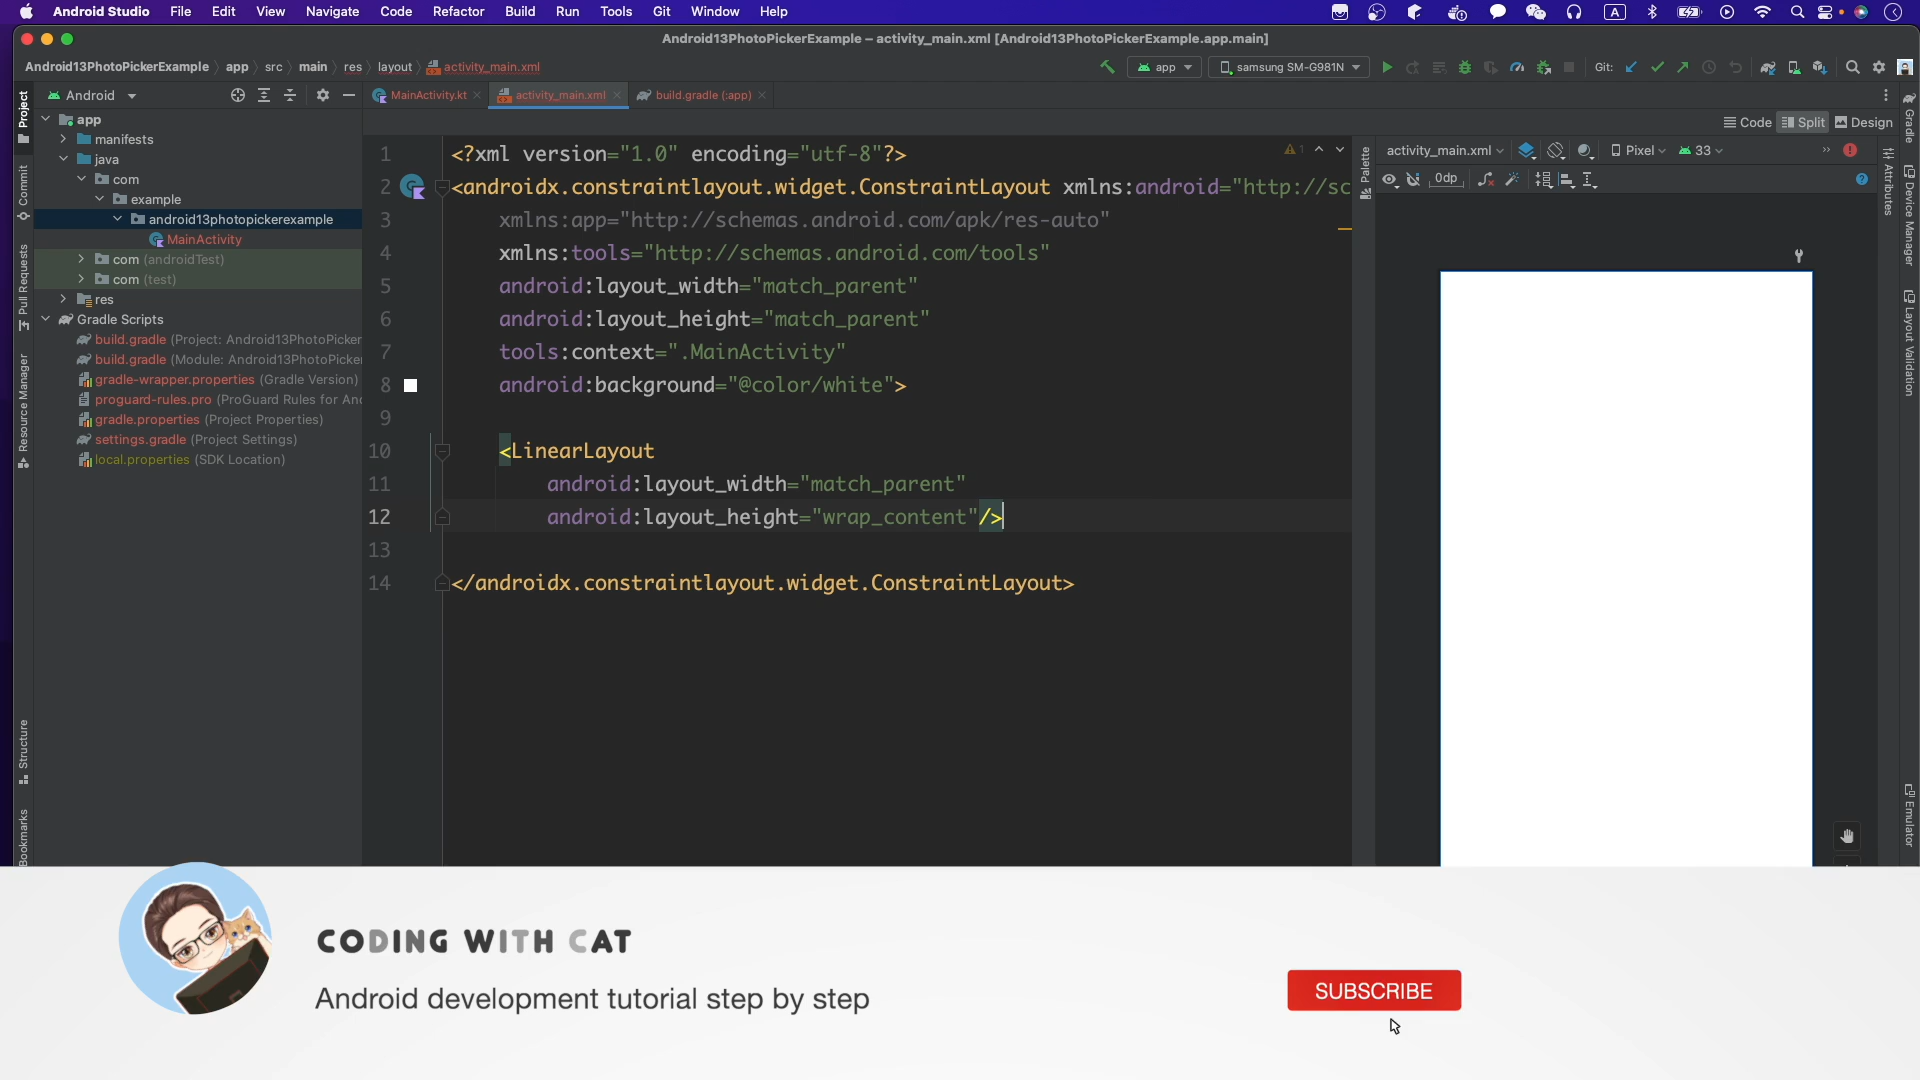 Android Studio File Edit View Navigate Code Refactor Build Run Tools Git Window Help
Android13PhotoPickerExample – activity_main.xml [Android13PhotoPickerExample.app.main]
Android13PhotoPickerExample app src main res layout activity_main.xml
app samsung SM-G981N Git:
Android MainActivity.kt activity_main.xml build.gradle (:app)
Code Split Design
Project
Commit
Pull Requests
Resource Manager
Structure
Bookmarks
app
manifests
java
com
example
android13photopickerexample
MainActivity
com (androidTest)
com (test)
res
Gradle Scripts
build.gradle (Project: Android13PhotoPicker
build.gradle (Module: Android13PhotoPicke
gradle-wrapper.properties (Gradle Version)
proguard-rules.pro (ProGuard Rules for And
gradle.properties (Project Properties)
settings.gradle (Project Settings)
local.properties (SDK Location)
1 <?xml version="1.0" encoding="utf-8"?>
2 <androidx.constraintlayout.widget.ConstraintLayout xmlns:android="http://sc
3 xmlns:app="http://schemas.android.com/apk/res-auto"
4 xmlns:tools="http://schemas.android.com/tools"
5 android:layout_width="match_parent"
6 android:layout_height="match_parent"
7 tools:context=".MainActivity"
8 android:background="@color/white">
9
10 <LinearLayout
11 android:layout_width="match_parent"
12 android:layout_height="wrap_content"/>
13
14 </androidx.constraintlayout.widget.ConstraintLayout>
1
Palette
activity_main.xml Pixel 33
0dp
Attributes
Gradle
Device Manager
Layout Validation
Emulator
CODING WITH CAT
Android development tutorial step by step
SUBSCRIBE